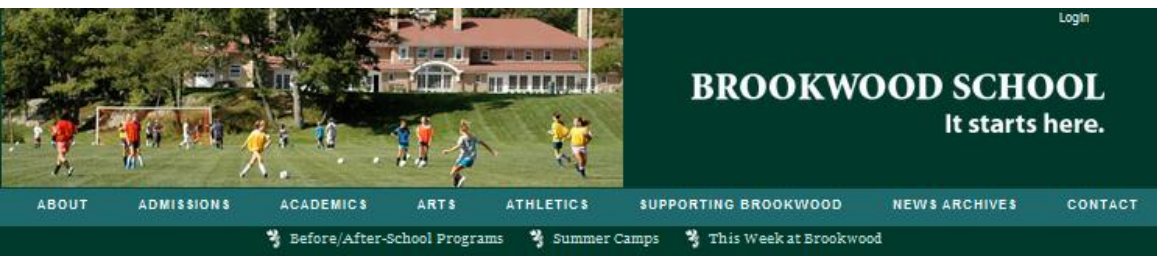 LogIn
BROOKWOOD SCHOOL
It starts here.
ABOUT ADMISSIONS ACADEMICS ARTS ATHLETICS SUPPORTING BROOKWOOD NEWS ARCHIVES CONTACT
Before/After-School Programs Summer Camps This Week at Brookwood